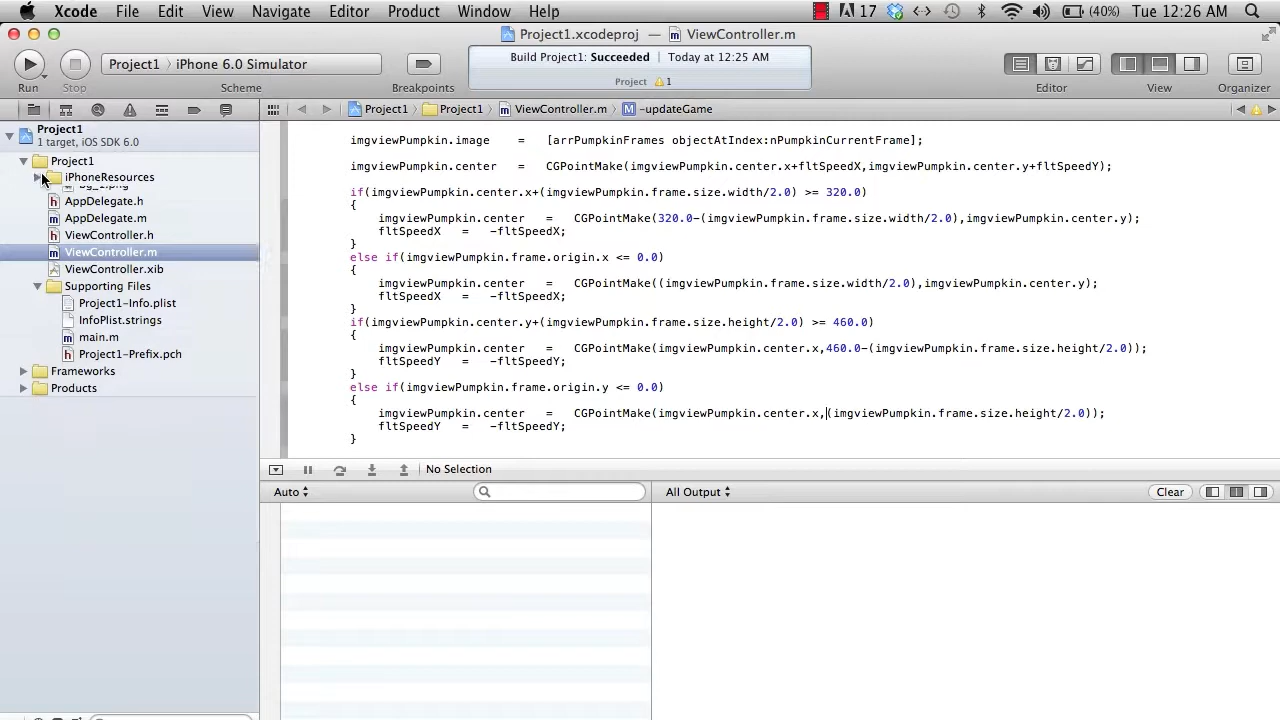 Xcode File Edit View Navigate Editor Product Window Help 17 (40%) Tue 12:26 AM
Project1.xcodeproj — ViewController.m
Project1 iPhone 6.0 Simulator
Build Project1: Succeeded Today at 12:25 AM
Project 1
Run Stop Scheme Breakpoints Editor View Organizer
Project1 Project1 ViewController.m -updateGame
Project1
1 target, iOS SDK 6.0
Project1
iPhoneResources
AppDelegate.h
AppDelegate.m
ViewController.h
ViewController.m
ViewController.xib
Supporting Files
Project1-Info.plist
InfoPlist.strings
main.m
Project1-Prefix.pch
Frameworks
Products
imgviewPumpkin.image = [arrPumpkinFrames objectAtIndex:nPumpkinCurrentFrame];
imgviewPumpkin.center = CGPointMake(imgviewPumpkin.center.x+fltSpeedX,imgviewPumpkin.center.y+fltSpeedY);
if(imgviewPumpkin.center.x+(imgviewPumpkin.frame.size.width/2.0) >= 320.0)
{
imgviewPumpkin.center = CGPointMake(320.0-(imgviewPumpkin.frame.size.width/2.0),imgviewPumpkin.center.y);
fltSpeedX = -fltSpeedX;
}
else if(imgviewPumpkin.frame.origin.x <= 0.0)
{
imgviewPumpkin.center = CGPointMake((imgviewPumpkin.frame.size.width/2.0),imgviewPumpkin.center.y);
fltSpeedX = -fltSpeedX;
}
if(imgviewPumpkin.center.y+(imgviewPumpkin.frame.size.height/2.0) >= 460.0)
{
imgviewPumpkin.center = CGPointMake(imgviewPumpkin.center.x,460.0-(imgviewPumpkin.frame.size.height/2.0));
fltSpeedY = -fltSpeedY;
}
else if(imgviewPumpkin.frame.origin.y <= 0.0)
{
imgviewPumpkin.center = CGPointMake(imgviewPumpkin.center.x,(imgviewPumpkin.frame.size.height/2.0));
fltSpeedY = -fltSpeedY;
}
No Selection
Auto
All Output
Clear